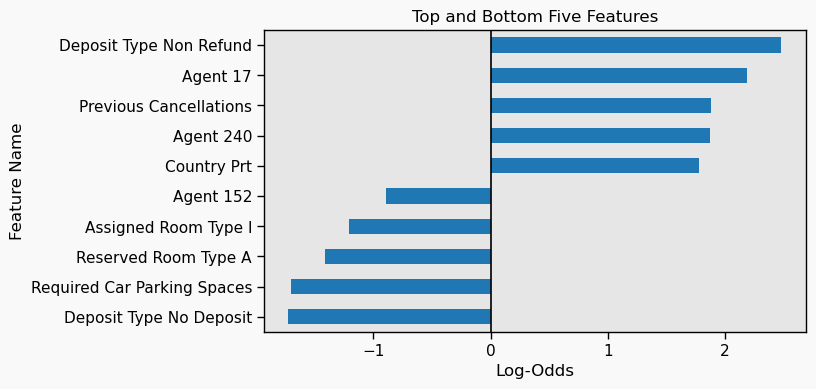 Top and Bottom Five Features
Deposit Type Non Refund
Agent 17
Previous Cancellations
Agent 240
Country Prt
Agent 152
Assigned Room Type I
Reserved Room Type A
Required Car Parking Spaces
Deposit Type No Deposit
Feature Name
−1 0 1 2
Log-Odds